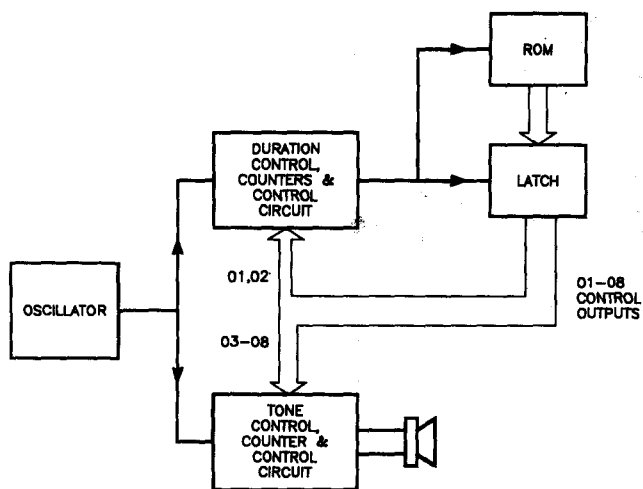 ROM
DURATION
CONTROL,
COUNTERS &
CONTROL
CIRCUIT
LATCH
01,02
01-08
CONTROL
OUTPUTS
OSCILLATOR
03-08
TONE
CONTROL,
COUNTER &
CONTROL
CIRCUIT